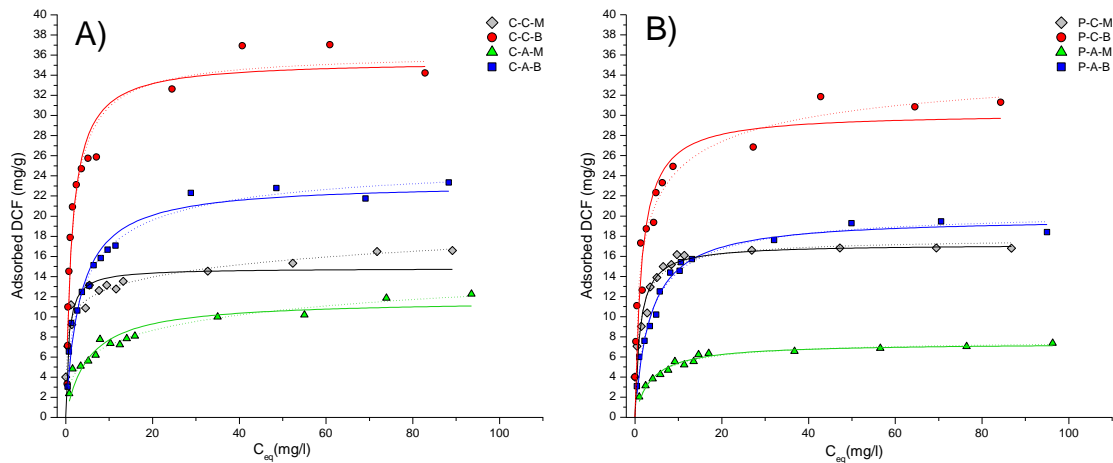 A)
C-C-M
C-C-B
C-A-M
C-A-B
Adsorbed DCF (mg/g)
40
38
36
34
32
30
28
26
24
22
20
18
16
14
12
10
8
6
4
2
0
0 20 40 60 80 100
C_eq(mg/l)
B)
P-C-M
P-C-B
P-A-M
P-A-B
Adsorbed DCF (mg/g)
40
38
36
34
32
30
28
26
24
22
20
18
16
14
12
10
8
6
4
2
0
0 20 40 60 80 100
C_eq(mg/l)